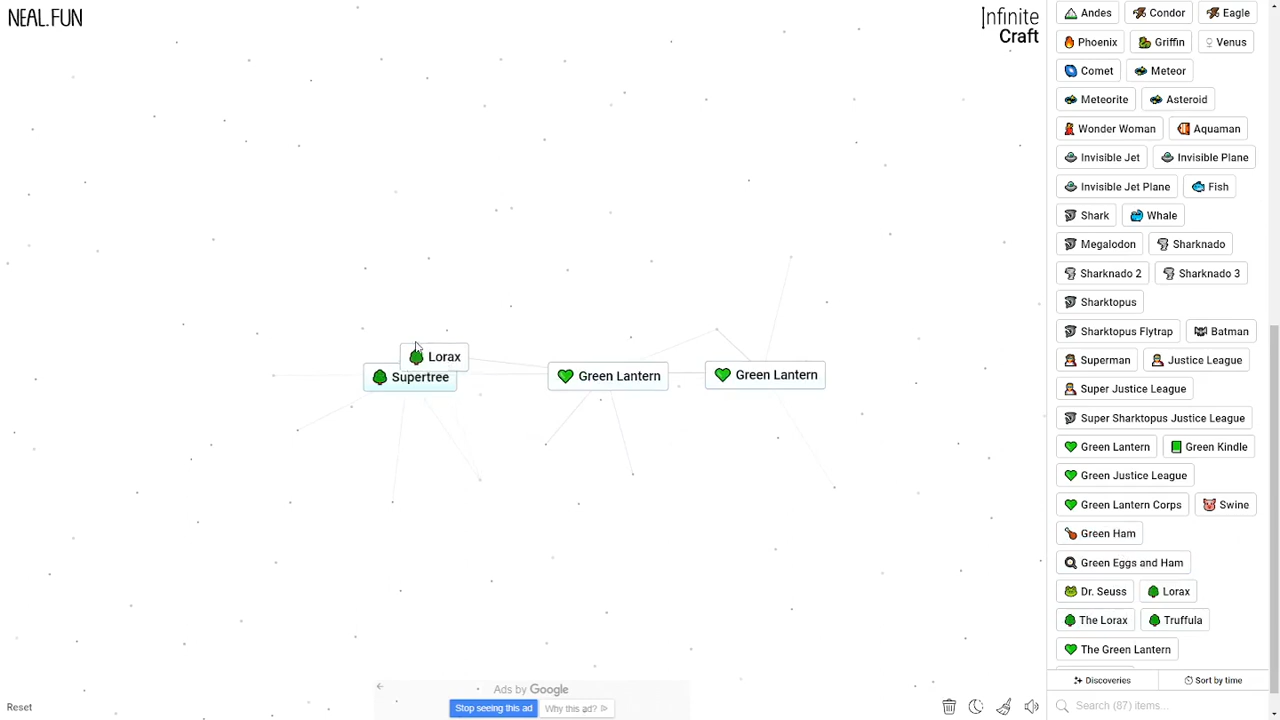 NEAL.FUN
Infinite
Craft
Andes
Condor
Eagle
Phoenix
Griffin
Venus
Comet
Meteor
Meteorite
Asteroid
Wonder Woman
Aquaman
Invisible Jet
Invisible Plane
Invisible Jet Plane
Fish
Shark
Whale
Megalodon
Sharknado
Sharknado 2
Sharknado 3
Sharktopus
Sharktopus Flytrap
Batman
Superman
Justice League
Super Justice League
Super Sharktopus Justice League
Green Lantern
Green Kindle
Green Justice League
Green Lantern Corps
Swine
Green Ham
Green Eggs and Ham
Dr. Seuss
Lorax
The Lorax
Truffula
The Green Lantern
Lorax
Supertree
Green Lantern
Green Lantern
Discoveries
Sort by time
Search (87) items...
Ads by Google
Stop seeing this ad
Why this ad?
Reset